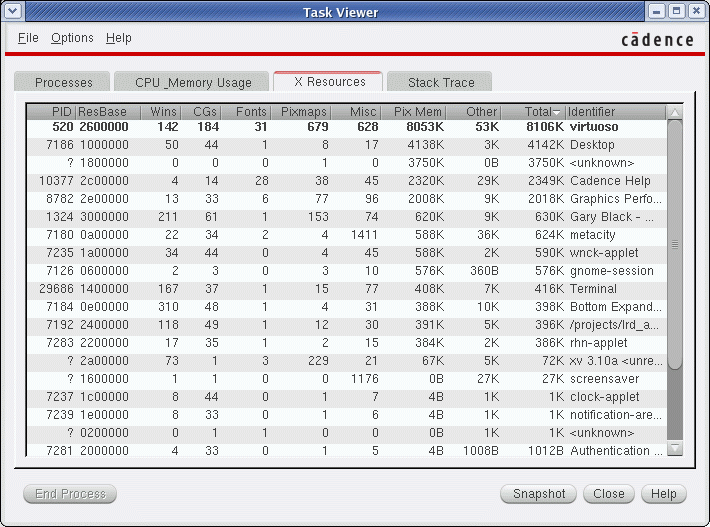 Task Viewer
File Options Help
cādence
Processes CPU _Memory Usage X Resources Stack Trace
PID ResBase Wins CGs Fonts Pixmaps Misc Pix Mem Other Total Identifier
520 2600000 142 184 31 679 628 8053K 53K 8106K virtuoso
7186 1000000 50 44 1 8 17 4138K 3K 4142K Desktop
? 1800000 0 0 0 1 0 3750K 0B 3750K <unknown>
10377 2c00000 4 14 28 38 45 2320K 29K 2349K Cadence Help
8782 2e00000 13 33 6 77 96 2008K 9K 2018K Graphics Perfo...
1324 3000000 211 61 1 153 74 620K 9K 630K Gary Black - ...
7180 0a00000 22 34 2 4 1411 588K 36K 624K metacity
7235 1a00000 34 44 0 4 45 588K 2K 590K wnck-applet
7126 0600000 2 3 0 3 10 576K 360B 576K gnome-session
29686 1400000 167 37 1 15 77 408K 7K 416K Terminal
7184 0e00000 310 48 1 4 31 388K 10K 398K Bottom Expand...
7192 2400000 118 49 1 12 30 391K 5K 396K /projects/lrd_a...
7283 2200000 17 35 1 2 15 384K 2K 386K rhn-applet
? 2a00000 73 1 3 229 21 67K 5K 72K xv 3.10a <unre...
? 1600000 1 1 0 0 1176 0B 27K 27K screensaver
7237 1c00000 8 44 0 1 7 4B 1K 1K clock-applet
7239 1e00000 8 33 0 1 6 4B 1K 1K notification-are...
? 0200000 0 1 1 0 0 0B 1K 1K <unknown>
7281 2000000 4 33 0 1 5 4B 1008B 1012B Authentication ...
End Process Snapshot Close Help